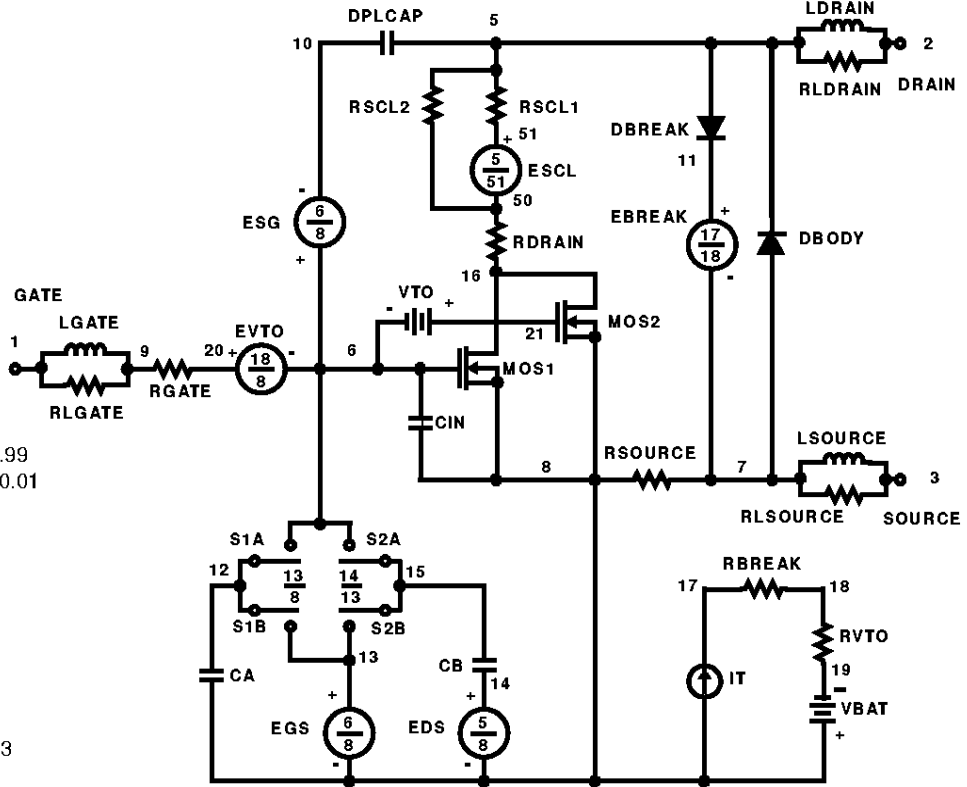 DPLCAP
5
LDRAIN
10
2
RLDRAIN
DRAIN
RSCL2
RSCL1
DBREAK
+ 51
5
51
ESCL
11
50
-
6
8
ESG
+
RDRAIN
EBREAK
+
17
18
-
DBODY
16
GATE
VTO
- +
LGATE
EVTO
21
MOS2
1
9
20
+
18
8
-
6
MOS1
RGATE
RLGATE
CIN
.99
0.01
RSOURCE
LSOURCE
8
7
3
RLSOURCE
SOURCE
S1A
S2A
12
13
8
14
13
15
RBREAK
17
18
S1B
S2B
13
RVTO
CA
CB
14
IT
19
-
VBAT
+
+
EGS
6
8
-
+
EDS
5
8
-
3